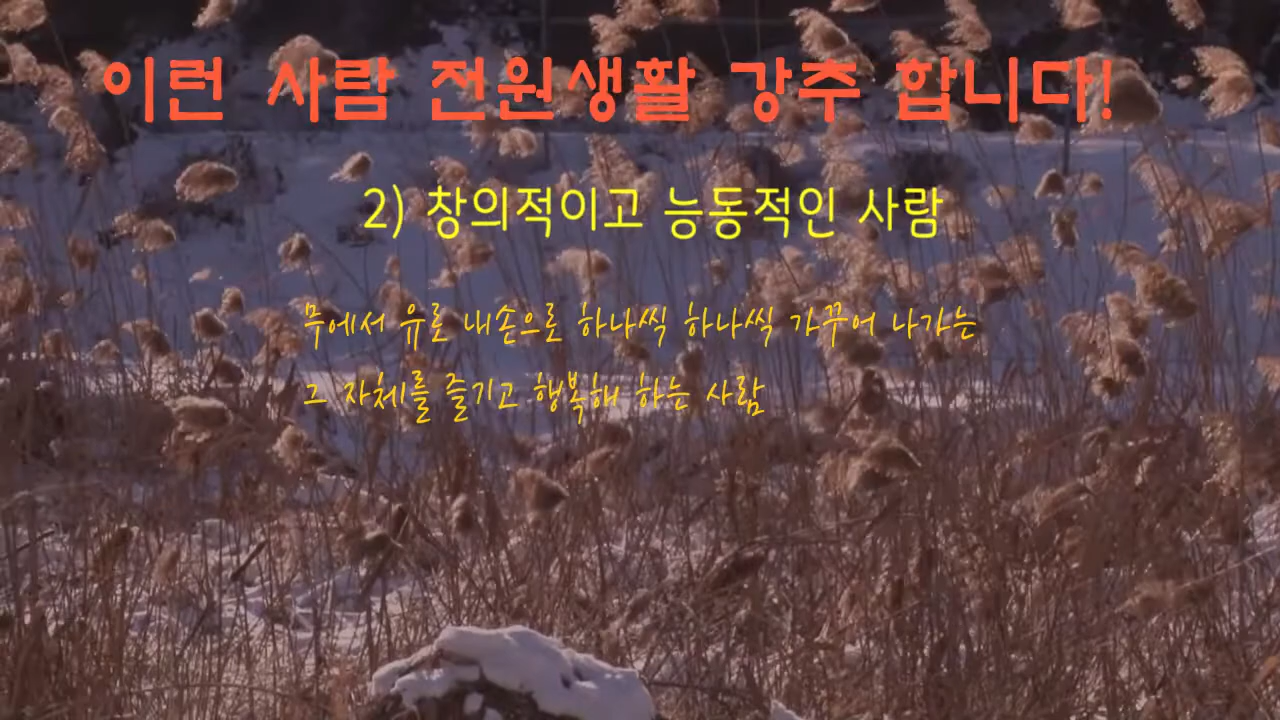 이런 사람 전원생활 강추 합니다!
2) 창의적이고 능동적인 사람
무에서 유로 내손으로 하나씩 하나씩 가꾸어 나가는
그 자체를 즐기고 행복해 하는 사람